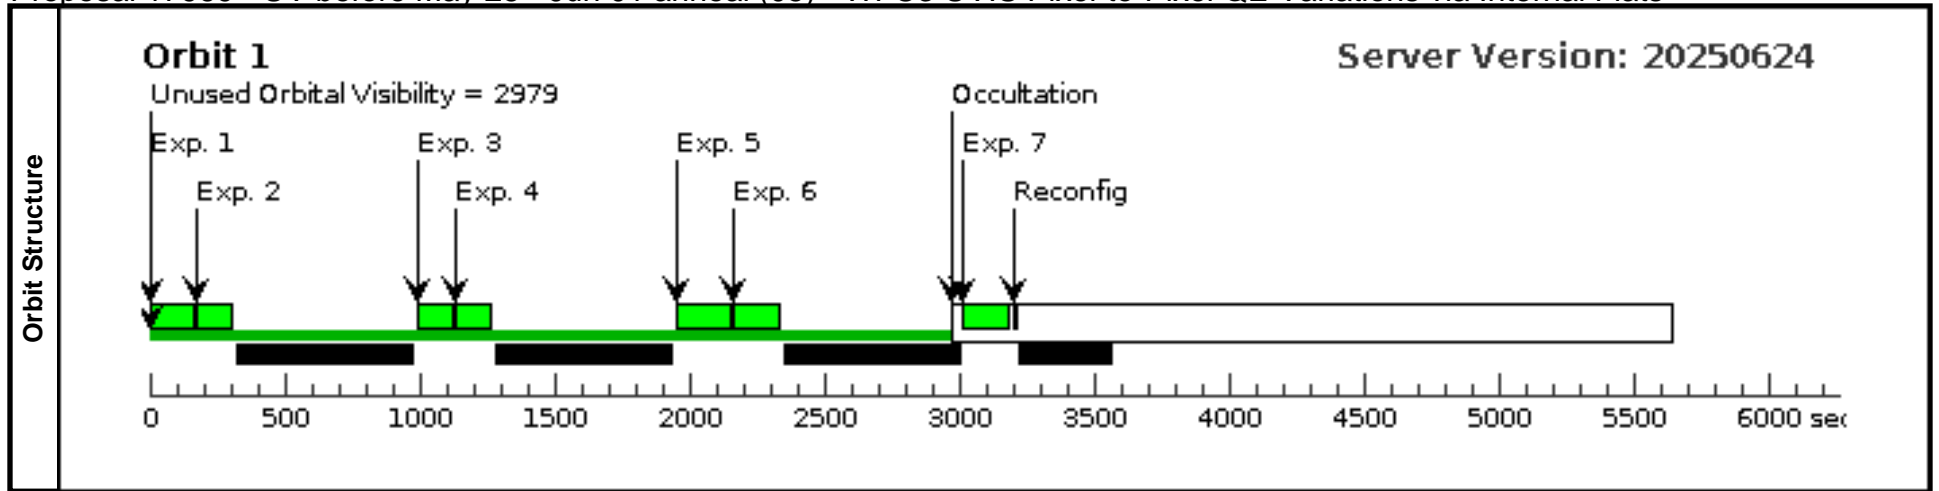 Orbit Structure
Orbit 1
Server Version: 20250624
Unused Orbital Visibility = 2979
Occultation
Exp. 1
Exp. 3
Exp. 5
Exp. 7
Exp. 2
Exp. 4
Exp. 6
Reconfig
0 500 1000 1500 2000 2500 3000 3500 4000 4500 5000 5500 6000 sec